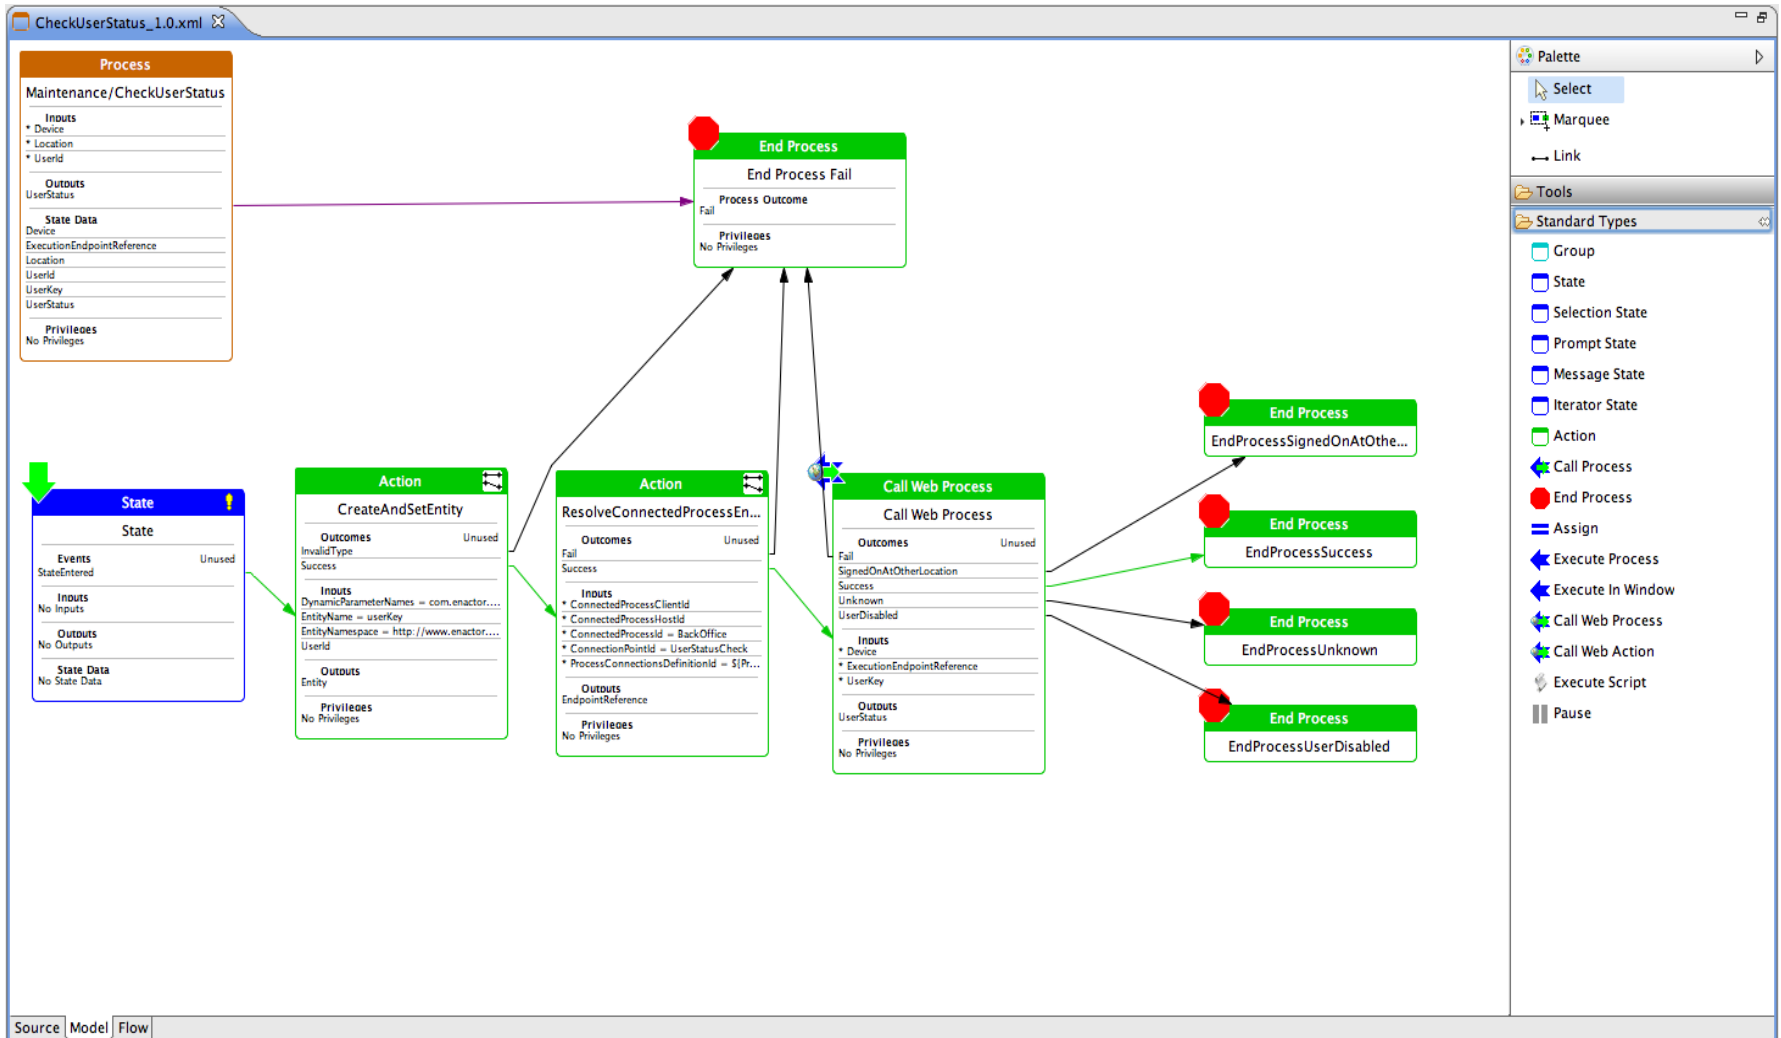 CheckUserStatus_1.0.xml
Process
Maintenance/CheckUserStatus
Inputs
* Device
* Location
* UserId
Outputs
UserStatus
State Data
Device
ExecutionEndpointReference
Location
UserId
UserKey
UserStatus
Privileges
No Privileges
End Process
End Process Fail
Process Outcome
Fail
Privileges
No Privileges
State
State
Events Unused
StateEntered
Inputs
No Inputs
Outputs
No Outputs
State Data
No State Data
Action
CreateAndSetEntity
Outcomes Unused
InvalidType
Success
Inputs
DynamicParameterNames = com.enactor....
EntityName = userKey
EntityNamespace = http://www.enactor....
UserId
Outputs
Entity
Privileges
No Privileges
Action
ResolveConnectedProcessEn...
Outcomes Unused
Fail
Success
Inputs
* ConnectedProcessClientId
* ConnectedProcessHostId
* ConnectedProcessId = BackOffice
* ConnectionPointId = UserStatusCheck
* ProcessConnectionsDefinitionId = ${Pr...
Outputs
EndpointReference
Privileges
No Privileges
Call Web Process
Call Web Process
Outcomes Unused
Fail
SignedOnAtOtherLocation
Success
Unknown
UserDisabled
Inputs
* Device
* ExecutionEndpointReference
* UserKey
Outputs
UserStatus
Privileges
No Privileges
End Process
EndProcessSignedOnAtOthe...
End Process
EndProcessSuccess
End Process
EndProcessUnknown
End Process
EndProcessUserDisabled
Palette
Select
Marquee
Link
Tools
Standard Types
Group
State
Selection State
Prompt State
Message State
Iterator State
Action
Call Process
End Process
Assign
Execute Process
Execute In Window
Call Web Process
Call Web Action
Execute Script
Pause
Source Model Flow